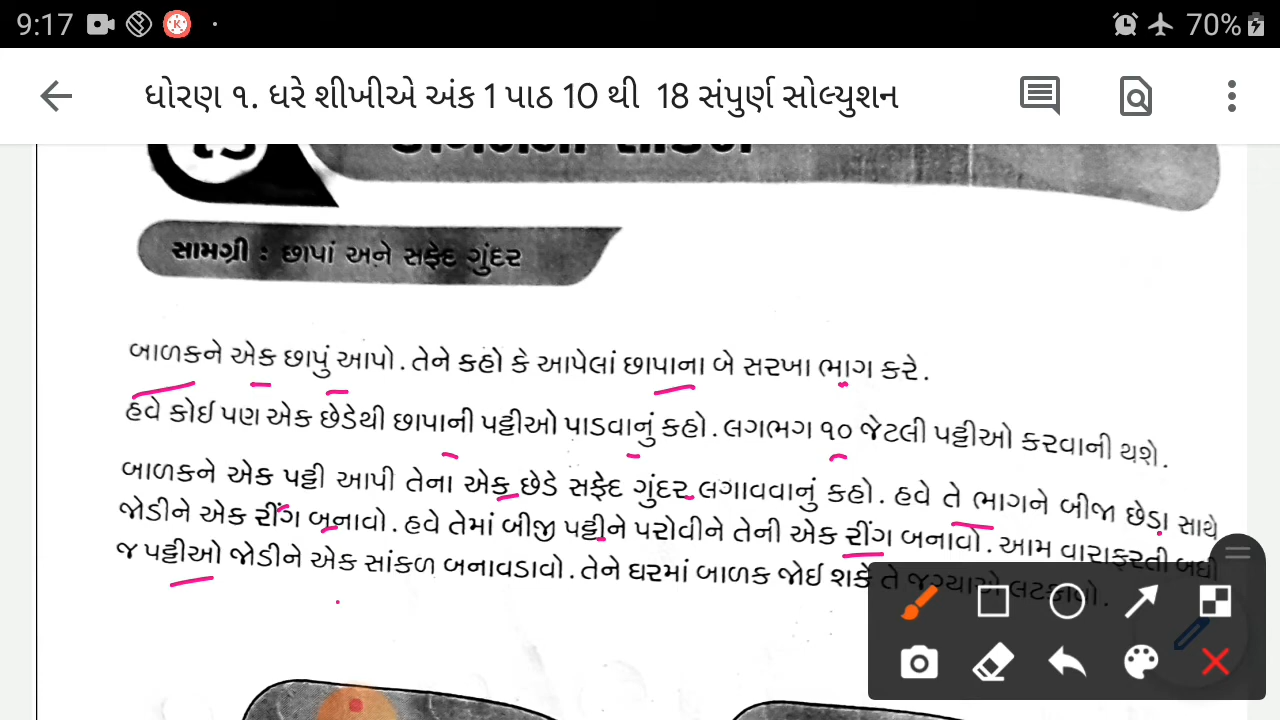 9:17
70%
ધોરણ ૧. ઘરે શીખીએ અંક 1 પાઠ 10 થી 18 સંપુર્ણ સોલ્યુશન
સામગ્રી : છાપાં અને સફેદ ગુંદર
બાળકને એક છાપું આપો. તેને કહો કે આપેલાં છાપાના બે સરખા ભાગ કરે.
હવે કોઈ પણ એક છેડેથી છાપાની પટ્ટીઓ પાડવાનું કહો. લગભગ ૧૦ જેટલી પટ્ટીઓ કરવાની થશે.
બાળકને એક પટ્ટી આપી તેના એક છેડે સફેદ ગુંદર લગાવવાનું કહો. હવે તે ભાગને બીજા છેડા સાથે
જોડીને એક રીંગ બનાવો. હવે તેમાં બીજી પટ્ટીને પરોવીને તેની એક રીંગ બનાવો. આમ વારાફરતી બધી
જ પટ્ટીઓ જોડીને એક સાંકળ બનાવડાવો. તેને ઘરમાં બાળક જોઈ શકે તે જગ્યાએ લટકાવો.